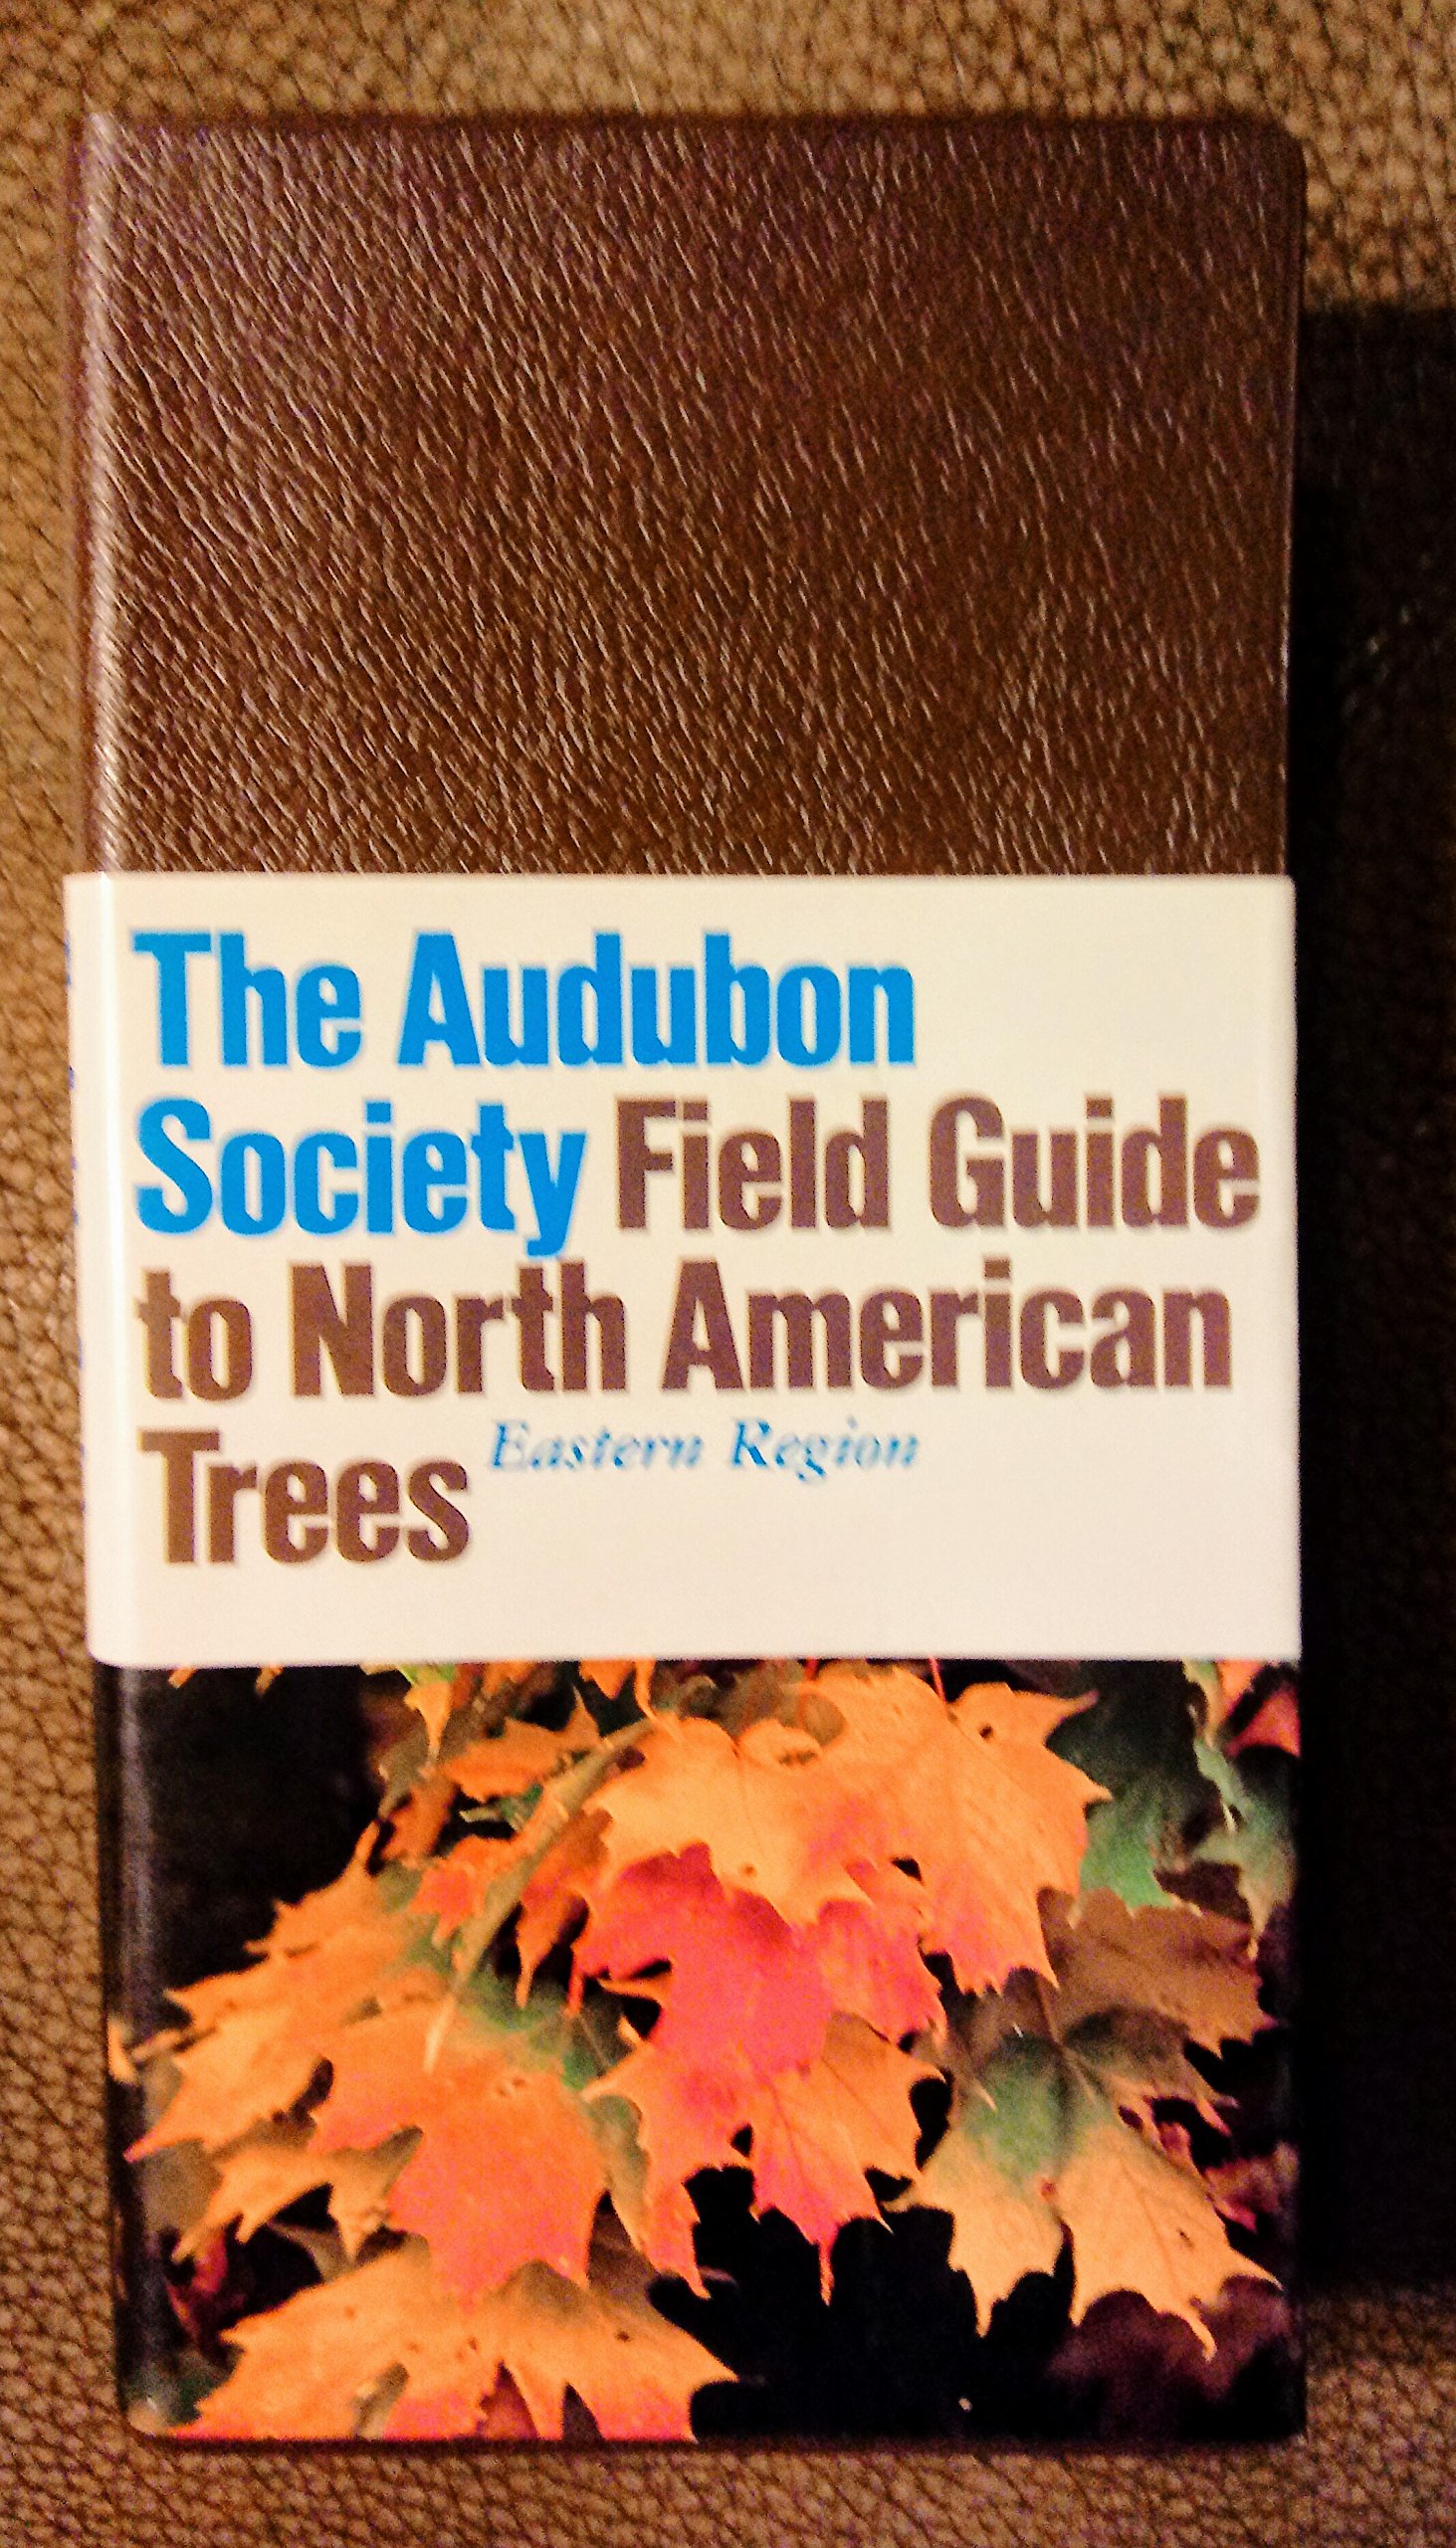 The Audubon
Society Field Guide
to North American
Trees Eastern Region